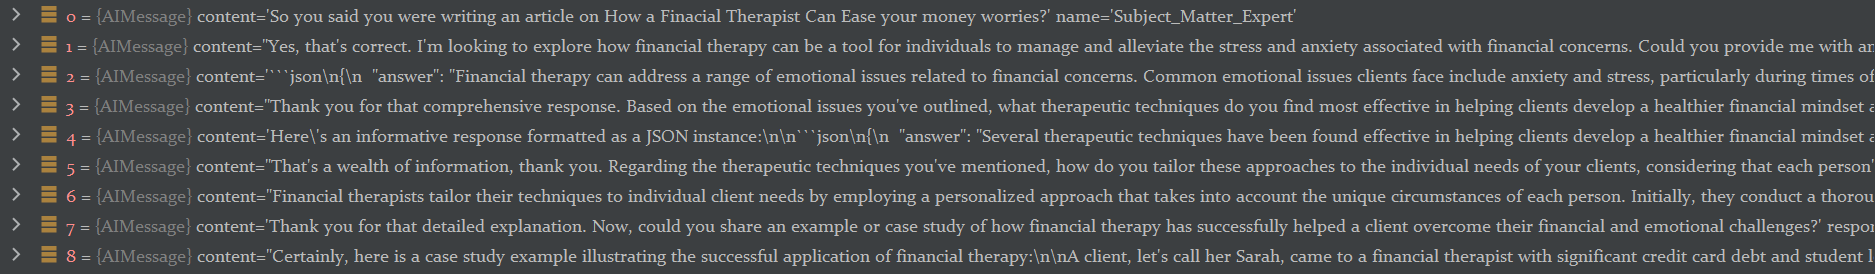 0 = {AIMessage} content='So you said you were writing an article on How a Finacial Therapist Can Ease your money worries?' name='Subject_Matter_Expert'
1 = {AIMessage} content="Yes, that's correct. I'm looking to explore how financial therapy can be a tool for individuals to manage and alleviate the stress and anxiety associated with financial concerns. Could you provide me with an
2 = {AIMessage} content='```json\n{\n  "answer": "Financial therapy can address a range of emotional issues related to financial concerns. Common emotional issues clients face include anxiety and stress, particularly during times of
3 = {AIMessage} content="Thank you for that comprehensive response. Based on the emotional issues you've outlined, what therapeutic techniques do you find most effective in helping clients develop a healthier financial mindset a
4 = {AIMessage} content='Here\'s an informative response formatted as a JSON instance:\n\n```json\n{\n  "answer": "Several therapeutic techniques have been found effective in helping clients develop a healthier financial mindset a
5 = {AIMessage} content="That's a wealth of information, thank you. Regarding the therapeutic techniques you've mentioned, how do you tailor these approaches to the individual needs of your clients, considering that each person'
6 = {AIMessage} content="Financial therapists tailor their techniques to individual client needs by employing a personalized approach that takes into account the unique circumstances of each person. Initially, they conduct a thorou
7 = {AIMessage} content='Thank you for that detailed explanation. Now, could you share an example or case study of how financial therapy has successfully helped a client overcome their financial and emotional challenges?' respon
8 = {AIMessage} content="Certainly, here is a case study example illustrating the successful application of financial therapy:\n\nA client, let's call her Sarah, came to a financial therapist with significant credit card debt and student